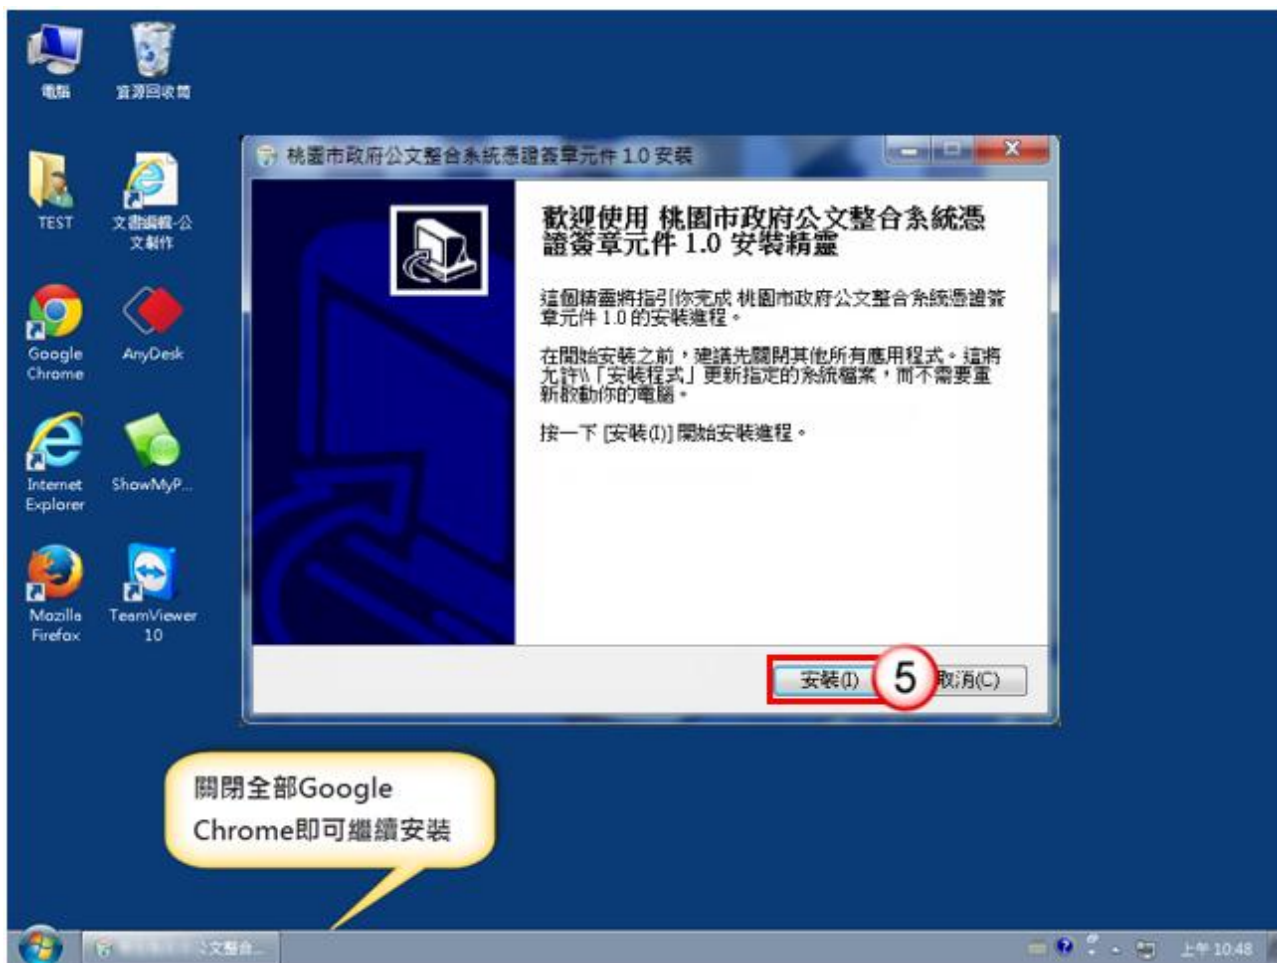 電腦
資源回收筒
TEST
文書編輯-公
文製作
Google
Chrome
AnyDesk
Internet
Explorer
ShowMyP...
Mozilla
Firefox
TeamViewer
10
桃園市政府公文整合系統憑證簽章元件 1.0 安裝
歡迎使用 桃園市政府公文整合系統憑
證簽章元件 1.0 安裝精靈
這個精靈將指引你完成 桃園市政府公文整合系統憑證簽
章元件 1.0 的安裝進程。
在開始安裝之前，建議先關閉其他所有應用程式。這將
允許\\「安裝程式」更新指定的系統檔案，而不需要重
新啟動你的電腦。
按一下 [安裝(I)] 開始安裝進程。
安裝(I)
5
取消(C)
關閉全部Google
Chrome即可繼續安裝
文整合...
上午 10:48